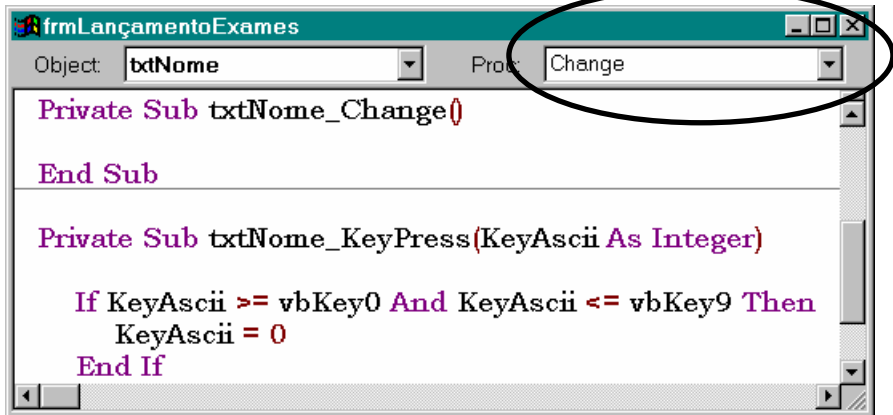 frmLançamentoExames
Object: txtNome Proc: Change
Private Sub txtNome_Change()
End Sub
Private Sub txtNome_KeyPress(KeyAscii As Integer)
If KeyAscii >= vbKey0 And KeyAscii <= vbKey9 Then
KeyAscii = 0
End If